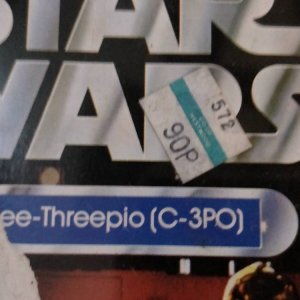 STAR
WARS
572
90P
ee-Threepio (C-3PO)